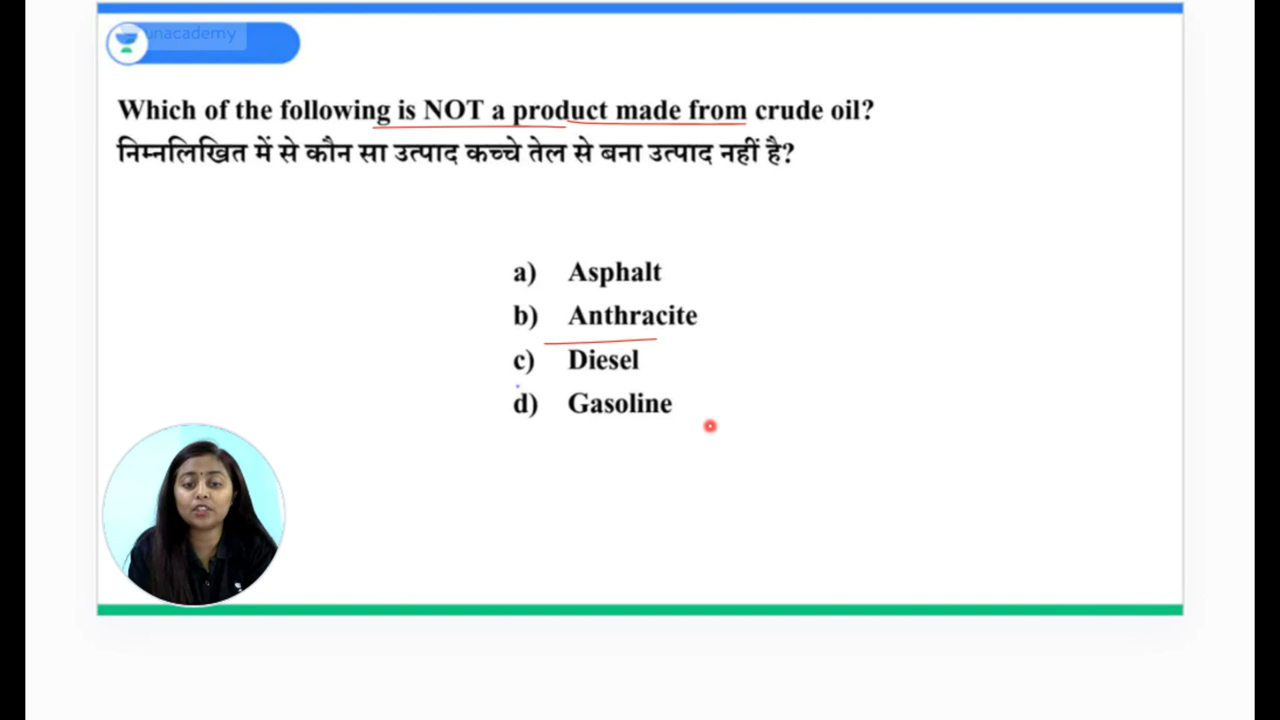 unacademy
Which of the following is NOT a product made from crude oil?
निम्नलिखित में से कौन सा उत्पाद कच्चे तेल से बना उत्पाद नहीं है?
a) Asphalt
b) Anthracite
c) Diesel
d) Gasoline